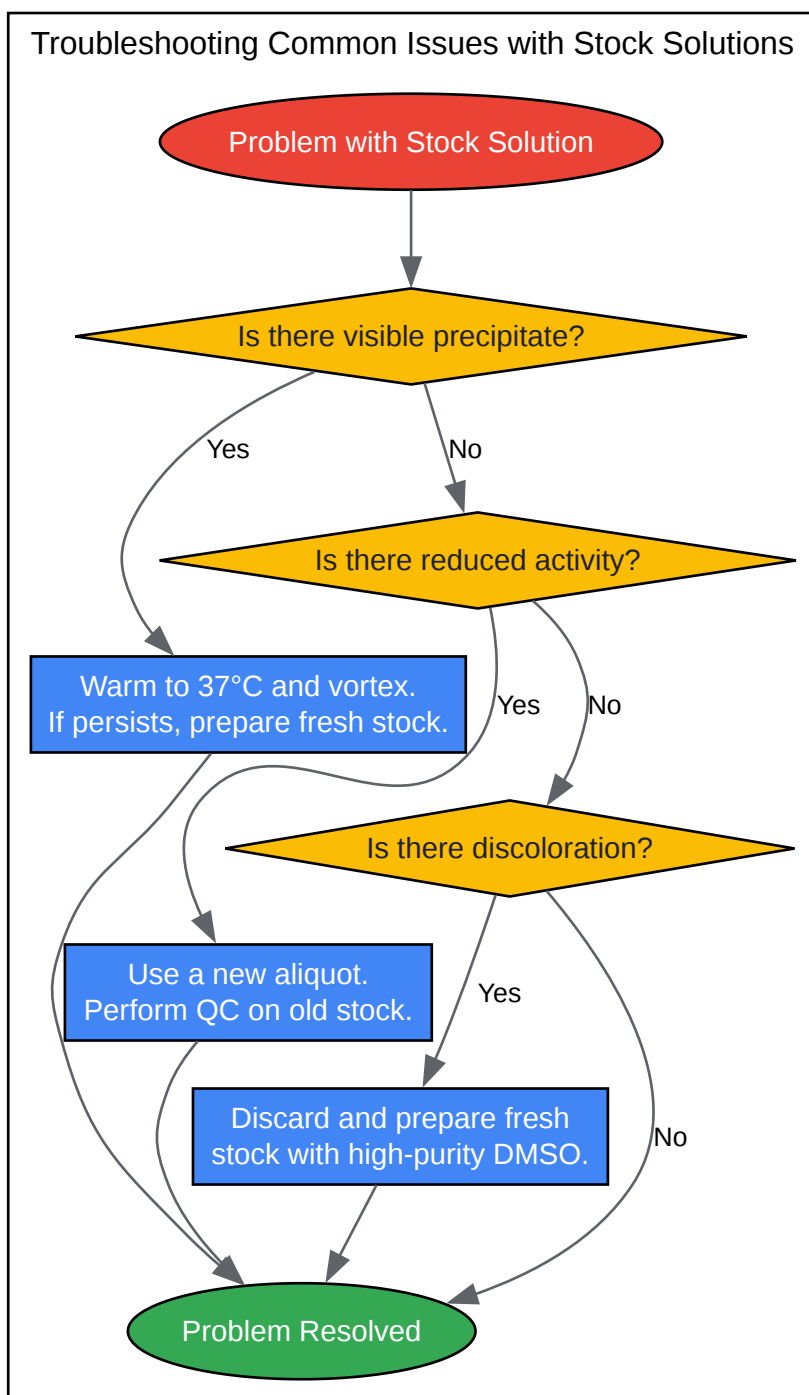 Troubleshooting Common Issues with Stock Solutions
Problem with Stock Solution
Is there visible precipitate?
Yes
No
Is there reduced activity?
Warm to 37°C and vortex.
If persists, prepare fresh stock.
Yes
No
Is there discoloration?
Use a new aliquot.
Perform QC on old stock.
Yes
Discard and prepare fresh
stock with high-purity DMSO.
No
Problem Resolved